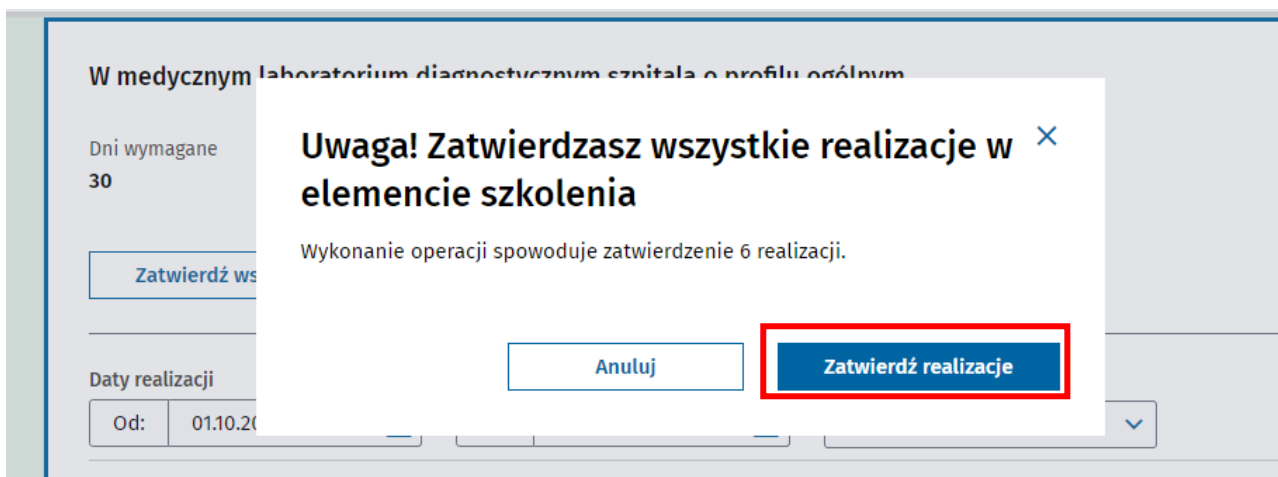 W medycznym laboratorium diagnostycznym szpitala o profilu ogólnym
Dni wymagane
30
Uwaga! Zatwierdzasz wszystkie realizacje w
elemencie szkolenia
Wykonanie operacji spowoduje zatwierdzenie 6 realizacji.
Zatwierdź
Anuluj
Zatwierdź realizacje
Daty realizacji
Od: 01.10.20